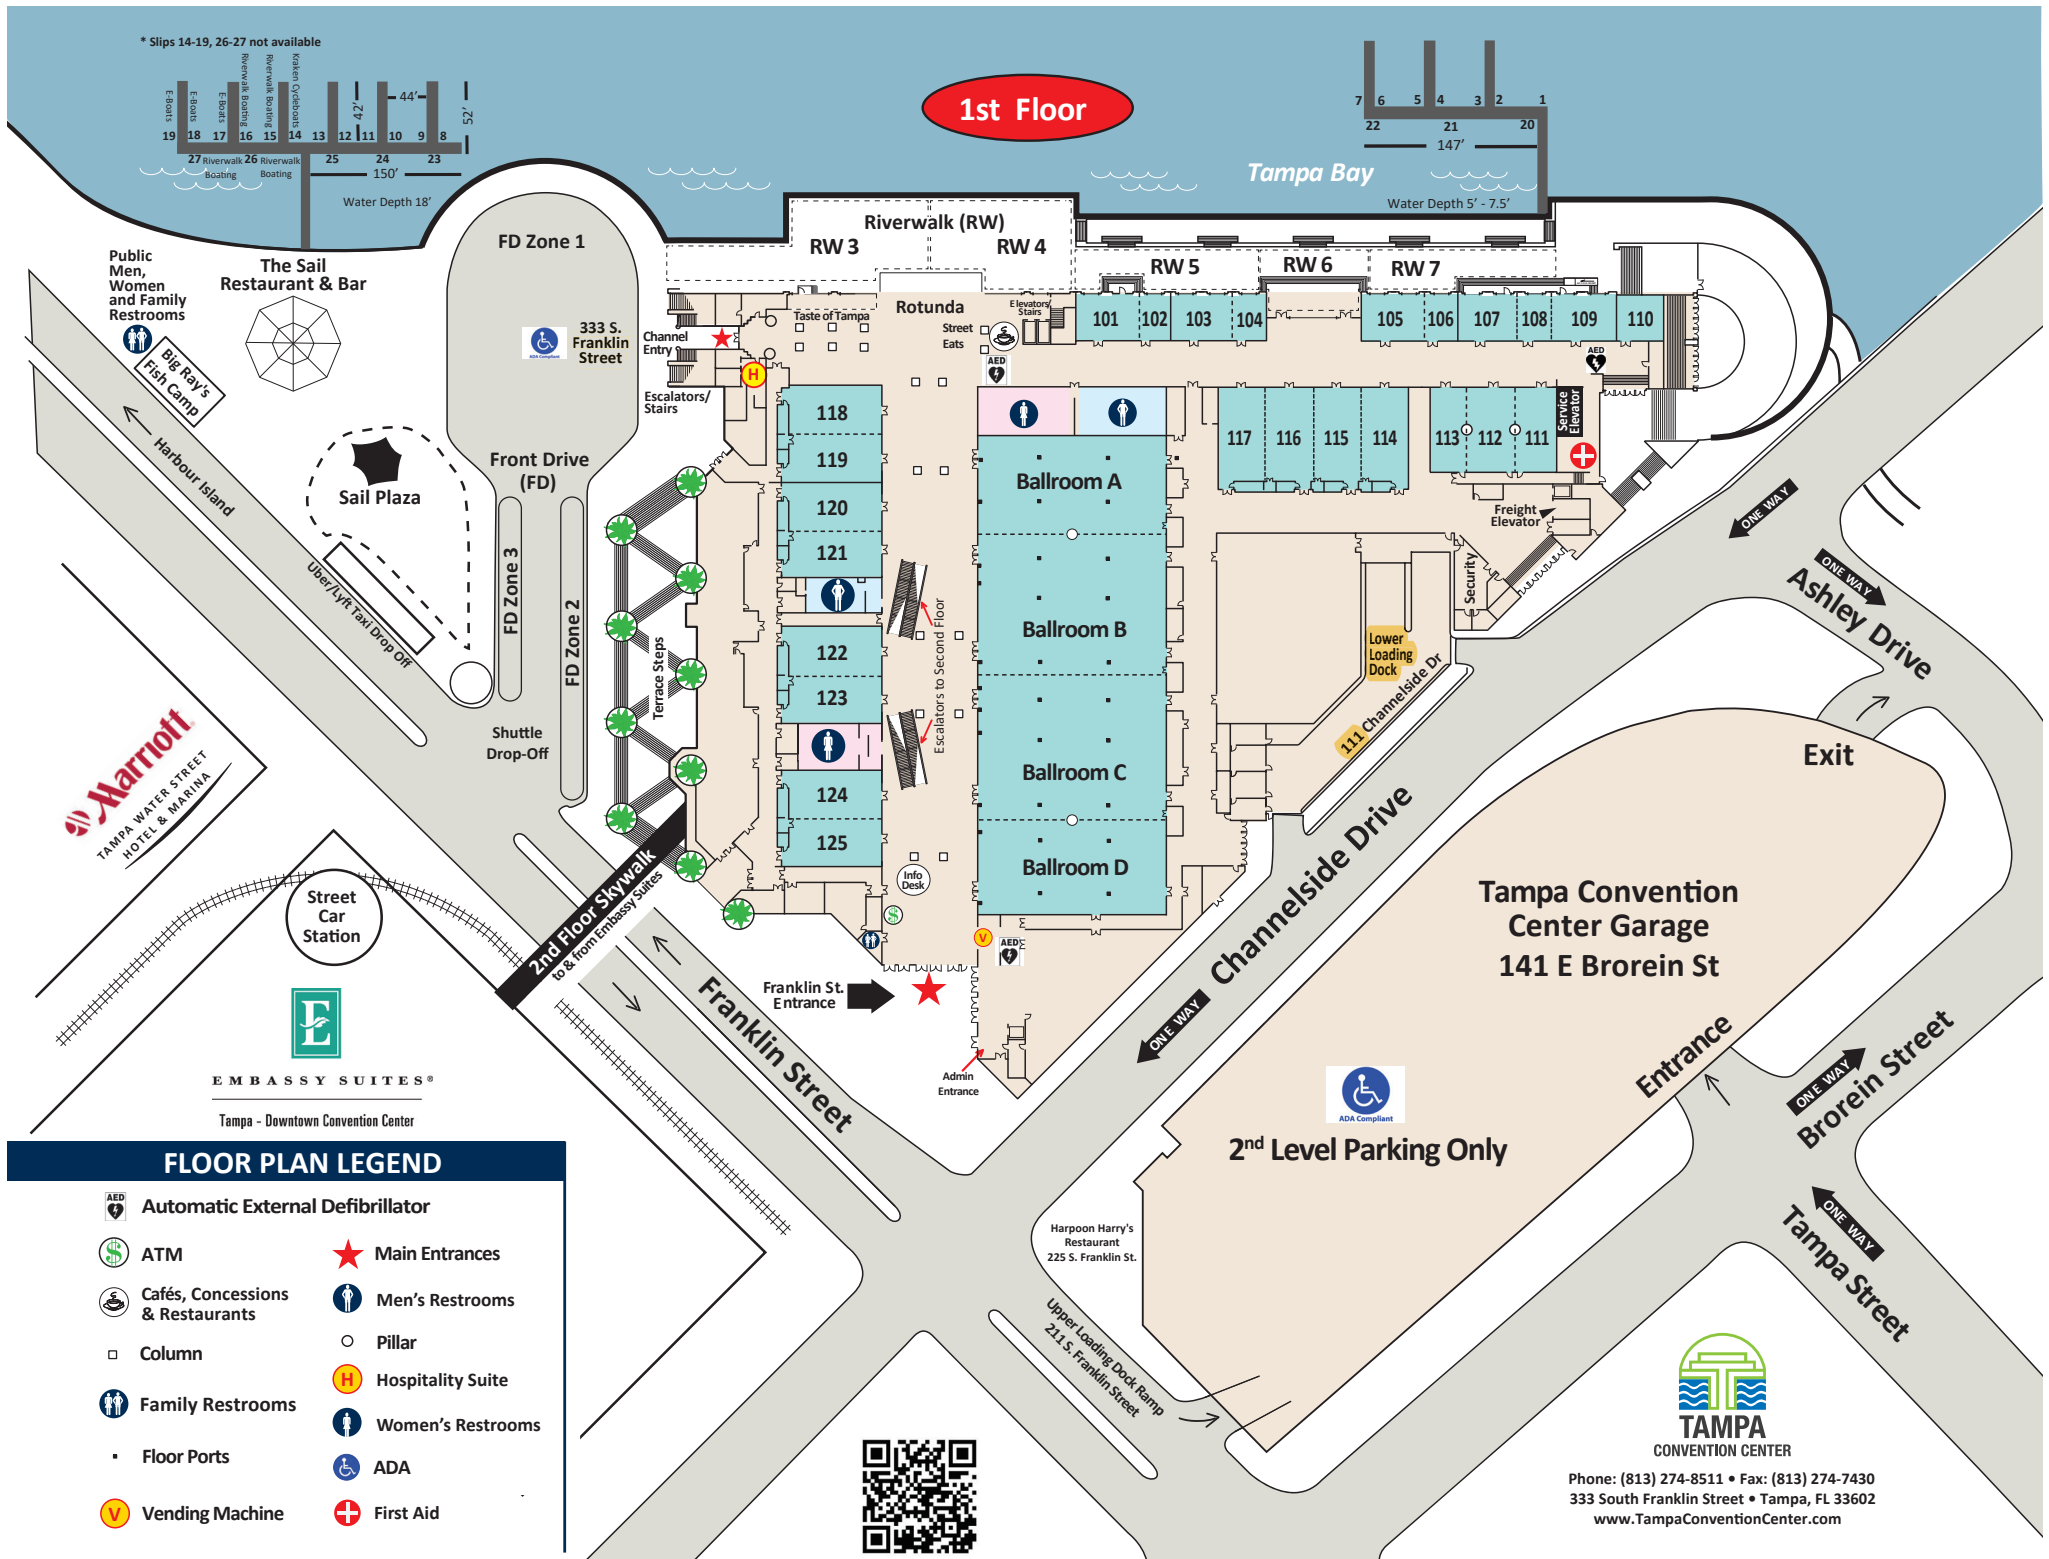 * Slips 14-19, 26-27 not available
E-Boats
E-Boats
E-Boats
Riverwalk Boating
Riverwalk Boating
Kraken Cycleboats
42'
44'
52'
19 18 17 16 15 14 13 12 11 10 9 8
27 Riverwalk Boating 26 Riverwalk Boating 25 24 23
150'
Water Depth 18'
1st Floor
7 6 5 4 3 2 1
22 21 20
147'
Tampa Bay
Water Depth 5' - 7.5'
Public
Men,
Women
and Family
Restrooms
The Sail
Restaurant & Bar
Big Ray's
Fish Camp
Harbour Island
Sail Plaza
Uber/Lyft Taxi Drop Off
FD Zone 1
ADA Compliant
333 S.
Franklin
Street
Front Drive
(FD)
FD Zone 3
FD Zone 2
Shuttle
Drop-Off
Terrace Steps
Channel
Entry
Escalators/
Stairs
H
Riverwalk (RW)
RW 3
RW 4
RW 5
RW 6
RW 7
Rotunda
Taste of Tampa
Elevators/
Stairs
Street
Eats
AED
101
102
103
104
105
106
107
108
109
110
AED
Service
Elevator
117
116
115
114
113
112
111
Freight
Elevator
Security
Lower
Loading
Dock
111 Channelside Dr
118
119
120
121
122
123
124
125
Escalators to Second Floor
Ballroom A
Ballroom B
Ballroom C
Ballroom D
Info
Desk
$
V
AED
Franklin St.
Entrance
Admin
Entrance
2nd Floor Skywalk
to & from Embassy Suites
Marriott
TAMPA WATER STREET
HOTEL & MARINA
Street
Car
Station
E
EMBASSY SUITES®
Tampa - Downtown Convention Center
Franklin Street
Channelside Drive
ONE WAY
ONE WAY
ONE WAY
Ashley Drive
Exit
Tampa Convention
Center Garage
141 E Brorein St
Entrance
ADA Compliant
2nd Level Parking Only
ONE WAY
Brorein Street
ONE WAY
Tampa Street
Harpoon Harry's
Restaurant
225 S. Franklin St.
Upper Loading Dock Ramp
211 S. Franklin Street
FLOOR PLAN LEGEND
AED
Automatic External Defibrillator
$
ATM
Cafés, Concessions
& Restaurants
Column
Family Restrooms
Floor Ports
V
Vending Machine
Main Entrances
Men's Restrooms
Pillar
H
Hospitality Suite
Women's Restrooms
ADA
First Aid
TAMPA
CONVENTION CENTER
Phone: (813) 274-8511 • Fax: (813) 274-7430
333 South Franklin Street • Tampa, FL 33602
www.TampaConventionCenter.com